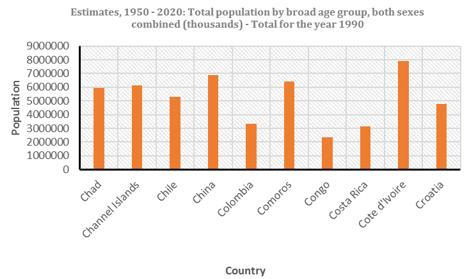 Estimates, 1950 - 2020: Total population by broad age group, both sexes
combined (thousands) - Total for the year 1990
Population
9000000
8000000
7000000
6000000
5000000
4000000
3000000
2000000
1000000
0
Chad
Channel Islands
Chile
China
Colombia
Comoros
Congo
Costa Rica
Cote d'Ivoire
Croatia
Country